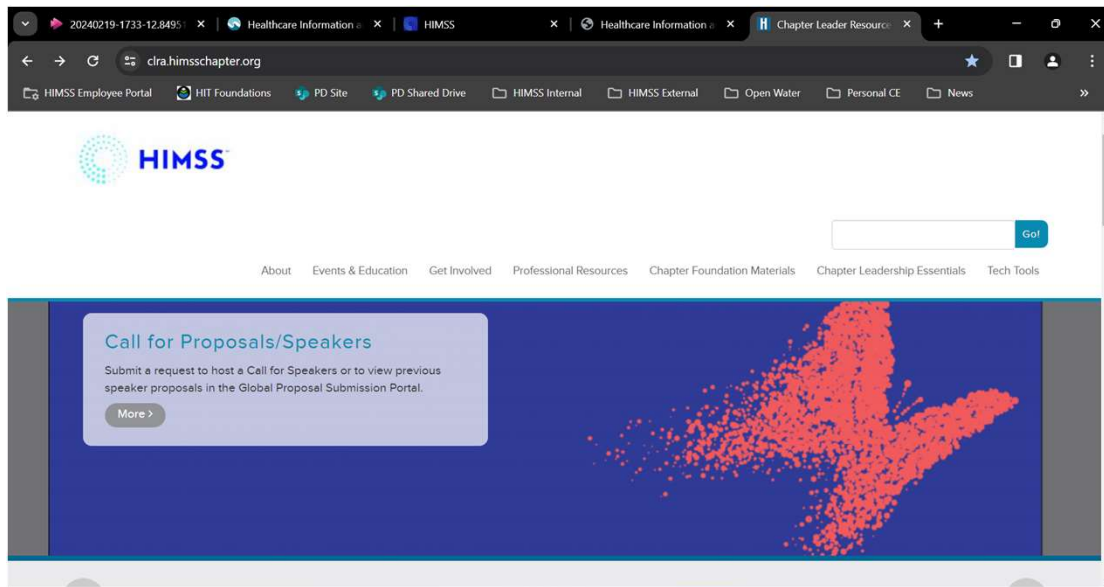 20240219-1733-12.8495
Healthcare Information a
HIMSS
Healthcare Information a
Chapter Leader Resource
clra.himsschapter.org
HIMSS Employee Portal
HIT Foundations
PD Site
PD Shared Drive
HIMSS Internal
HIMSS External
Open Water
Personal CE
News
HIMSS
Go!
About
Events & Education
Get Involved
Professional Resources
Chapter Foundation Materials
Chapter Leadership Essentials
Tech Tools
Call for Proposals/Speakers
Submit a request to host a Call for Speakers or to view previous
speaker proposals in the Global Proposal Submission Portal.
More >